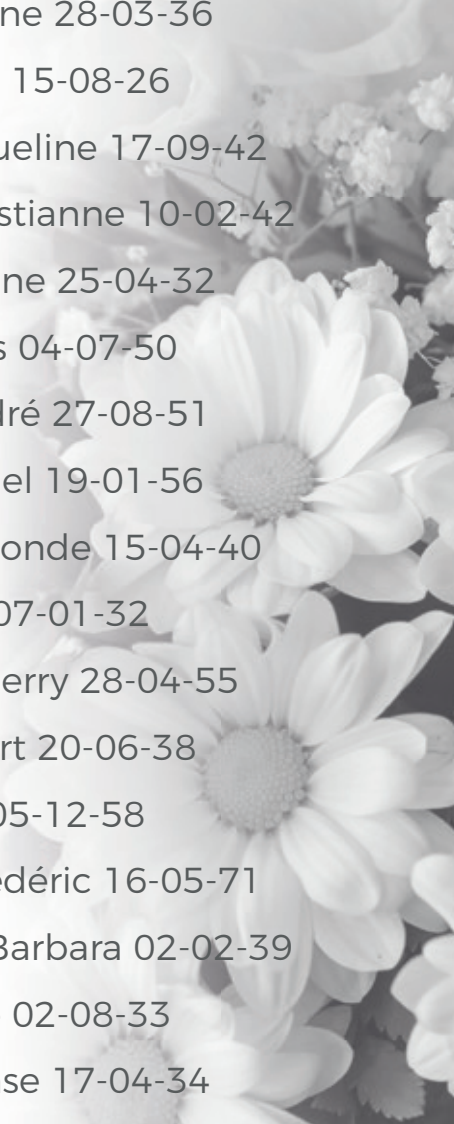 ne 28-03-36
15-08-26
ueline 17-09-42
stianne 10-02-42
ne 25-04-32
s 04-07-50
dré 27-08-51
el 19-01-56
onde 15-04-40
07-01-32
erry 28-04-55
rt 20-06-38
05-12-58
édéric 16-05-71
Barbara 02-02-39
02-08-33
se 17-04-34